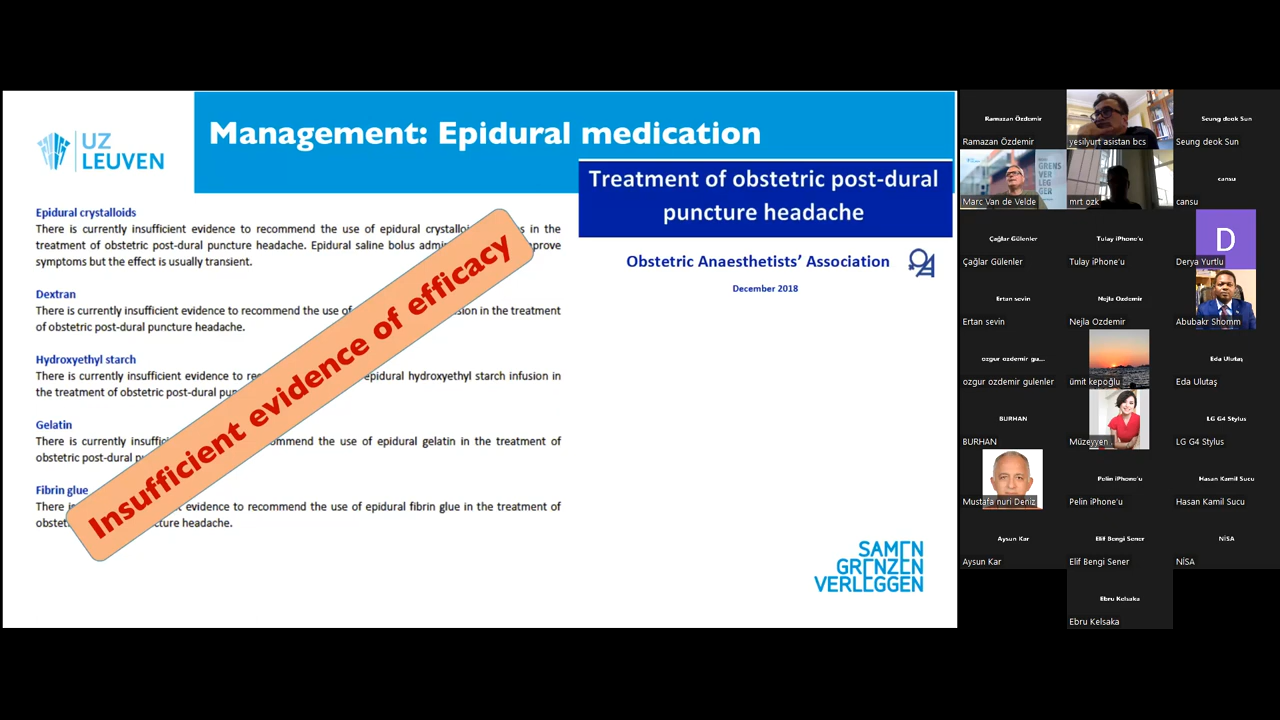 UZ
LEUVEN
Management: Epidural medication
Treatment of obstetric post-dural
puncture headache
Obstetric Anaesthetists' Association
December 2018
Epidural crystalloids
There is currently insufficient evidence to recommend the use of epidural crystallo in the
treatment of obstetric post-dural puncture headache. Epidural saline bolus admi prove
symptoms but the effect is usually transient.
Dextran
There is currently insufficient evidence to recommend the use of sion in the treatment
of obstetric post-dural puncture headache.
Hydroxyethyl starch
There is currently insufficient evidence to re epidural hydroxyethyl starch infusion in
the treatment of obstetric post-dural pu
Gelatin
There is currently insuffic mmend the use of epidural gelatin in the treatment of
obstetric post-dural p
Fibrin glue
There i t evidence to recommend the use of epidural fibrin glue in the treatment of
obstet cture headache.
Insufficient evidence of efficacy
SAMEN
GRENZEN
VERLEGGEN
Ramazan Özdemir
Ramazan Özdemir
yesilyurt asistan bcs
Seung deok Sun
Seung deok Sun
GRENS
VER
LEG
GER
Marc Van de Velde
mrt ozk
cansu
cansu
Çağlar Gülenler
Çağlar Gülenler
Tulay iPhone'u
Tulay iPhone'u
D
Derya Yurtlu
Ertan sevin
Ertan sevin
Nejla Ozdemir
Nejla Ozdemir
Abubakr Shomm
ozgur ozdemir gu...
ozgur ozdemir gulenler
ümit kepoğlu
Eda Ulutaş
Eda Ulutaş
BURHAN
BURHAN
Müzeyyen
LG G4 Stylus
LG G4 Stylus
Mustafa nuri Deniz
Pelin iPhone'u
Pelin iPhone'u
Hasan Kamil Sucu
Hasan Kamil Sucu
Aysun Kar
Aysun Kar
Elif Bengi Sener
Elif Bengi Sener
NİSA
NİSA
Ebru Kelsaka
Ebru Kelsaka